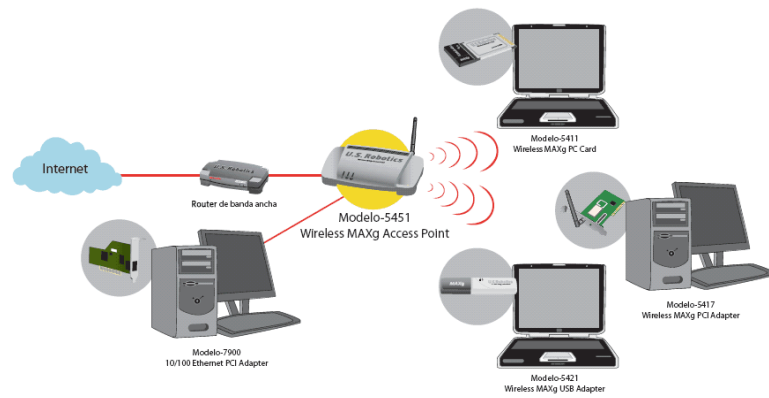 Internet
U.S. Robotics
Router de banda ancha
U.S. Robotics
Modelo-5451
Wireless MAXg Access Point
Modelo-7900
10/100 Ethernet PCI Adapter
Modelo-5411
Wireless MAXg PC Card
Modelo-5417
Wireless MAXg PCI Adapter
Modelo-5421
Wireless MAXg USB Adapter